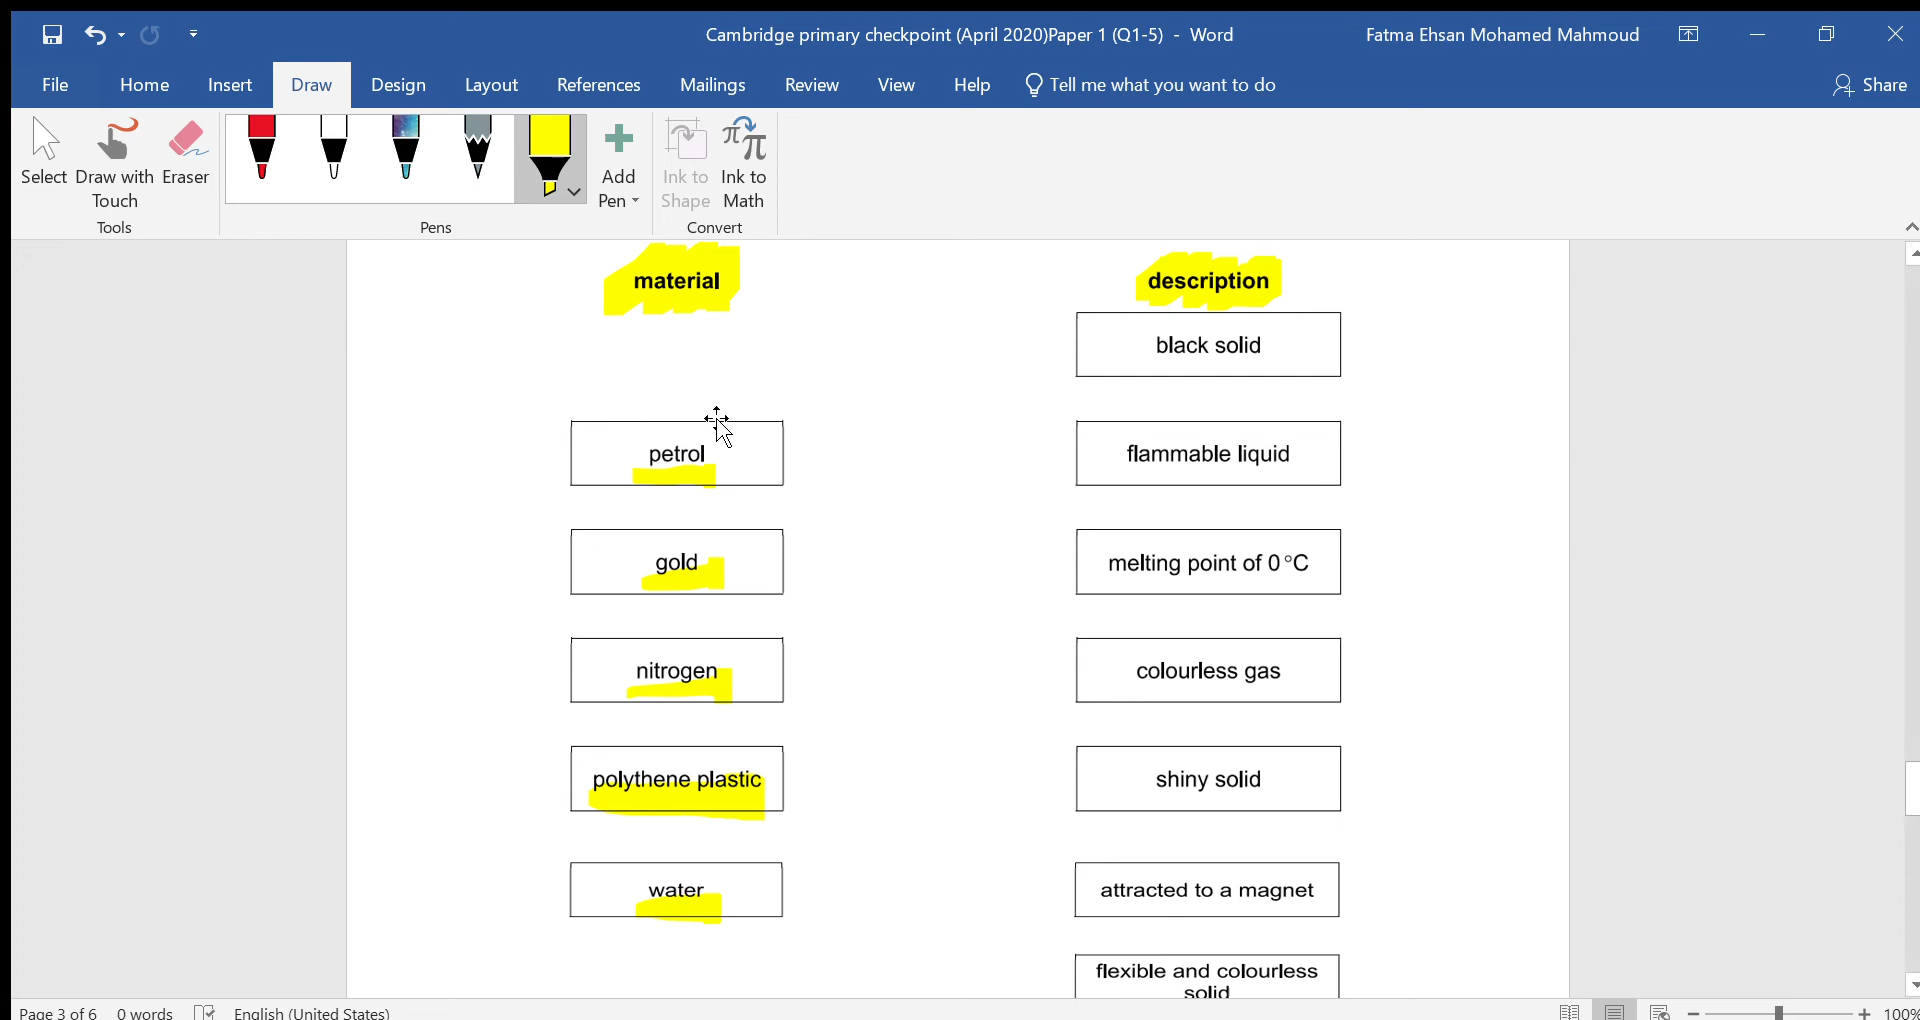 Cambridge primary checkpoint (April 2020)Paper 1 (Q1-5) - Word
Fatma Ehsan Mohamed Mahmoud
File
Home
Insert
Draw
Design
Layout
References
Mailings
Review
View
Help
Tell me what you want to do
Share
Select
Draw with
Touch
Eraser
Add
Pen
Ink to
Shape
Ink to
Math
Tools
Pens
Convert
material
description
black solid
petrol
flammable liquid
gold
melting point of 0 °C
nitrogen
colourless gas
polythene plastic
shiny solid
water
attracted to a magnet
flexible and colourless
solid
Page 3 of 6
0 words
English (United States)
100%